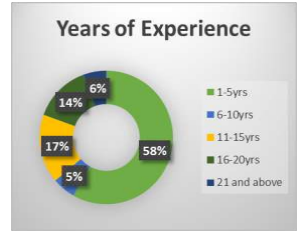 Years of Experience
6%
14%
17%
5%
58%
1-5yrs
6-10yrs
11-15yrs
16-20yrs
21 and above